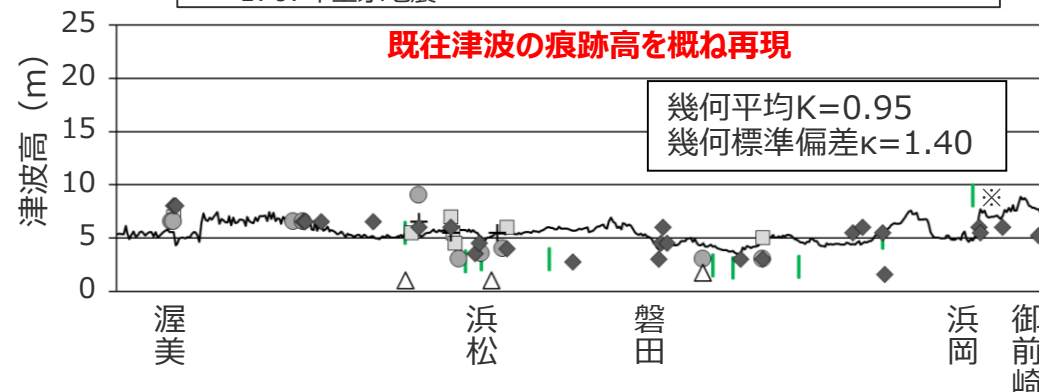 25
既往津波の痕跡高を概ね再現
20
幾何平均K=0.95
幾何標準偏差κ=1.40
15
10
※
5
0
津波高（m）
渥美
浜松
磐田
浜岡
御前崎